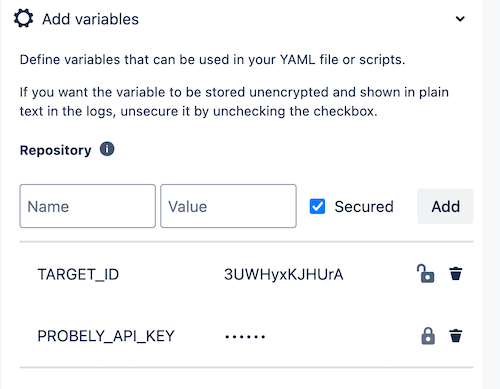 Add variables
Define variables that can be used in your YAML file or scripts.
If you want the variable to be stored unencrypted and shown in plain
text in the logs, unsecure it by unchecking the checkbox.
Repository
Name Value Secured Add
TARGET_ID 3UWHyxKJHUrA
PROBELY_API_KEY ••••••